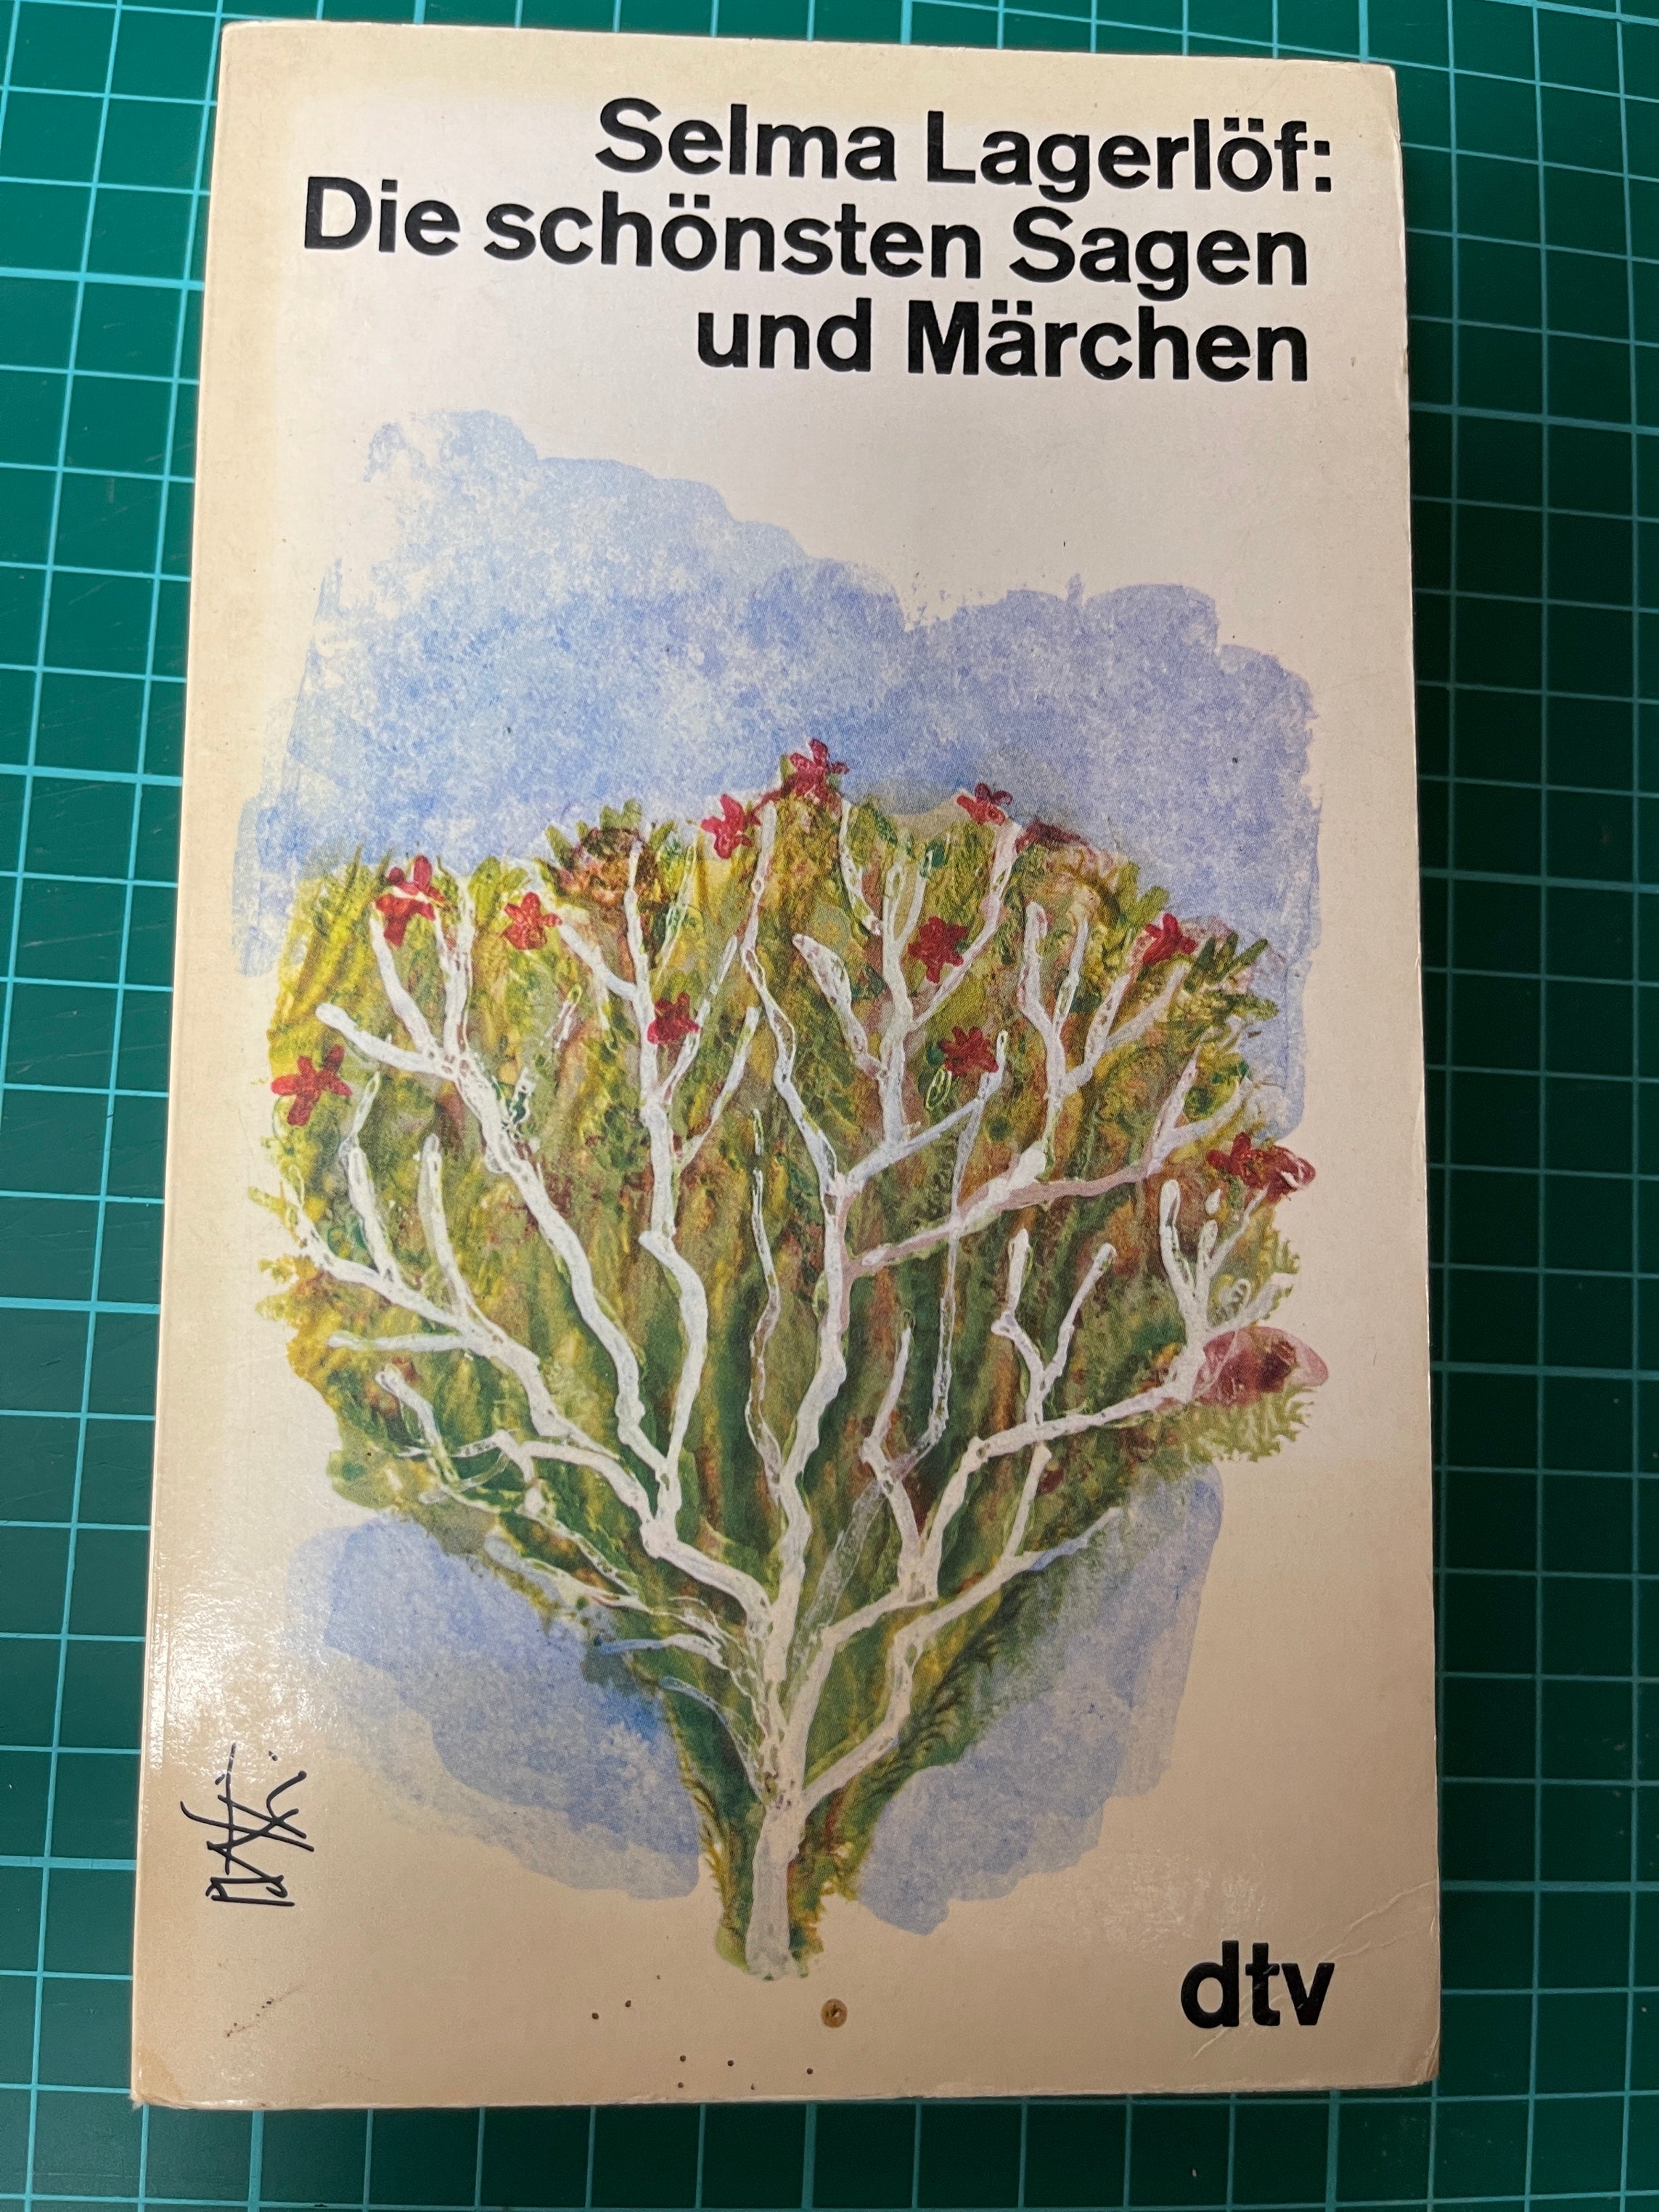 Selma Lagerlöf:
Die schönsten Sagen
und Märchen
dtv